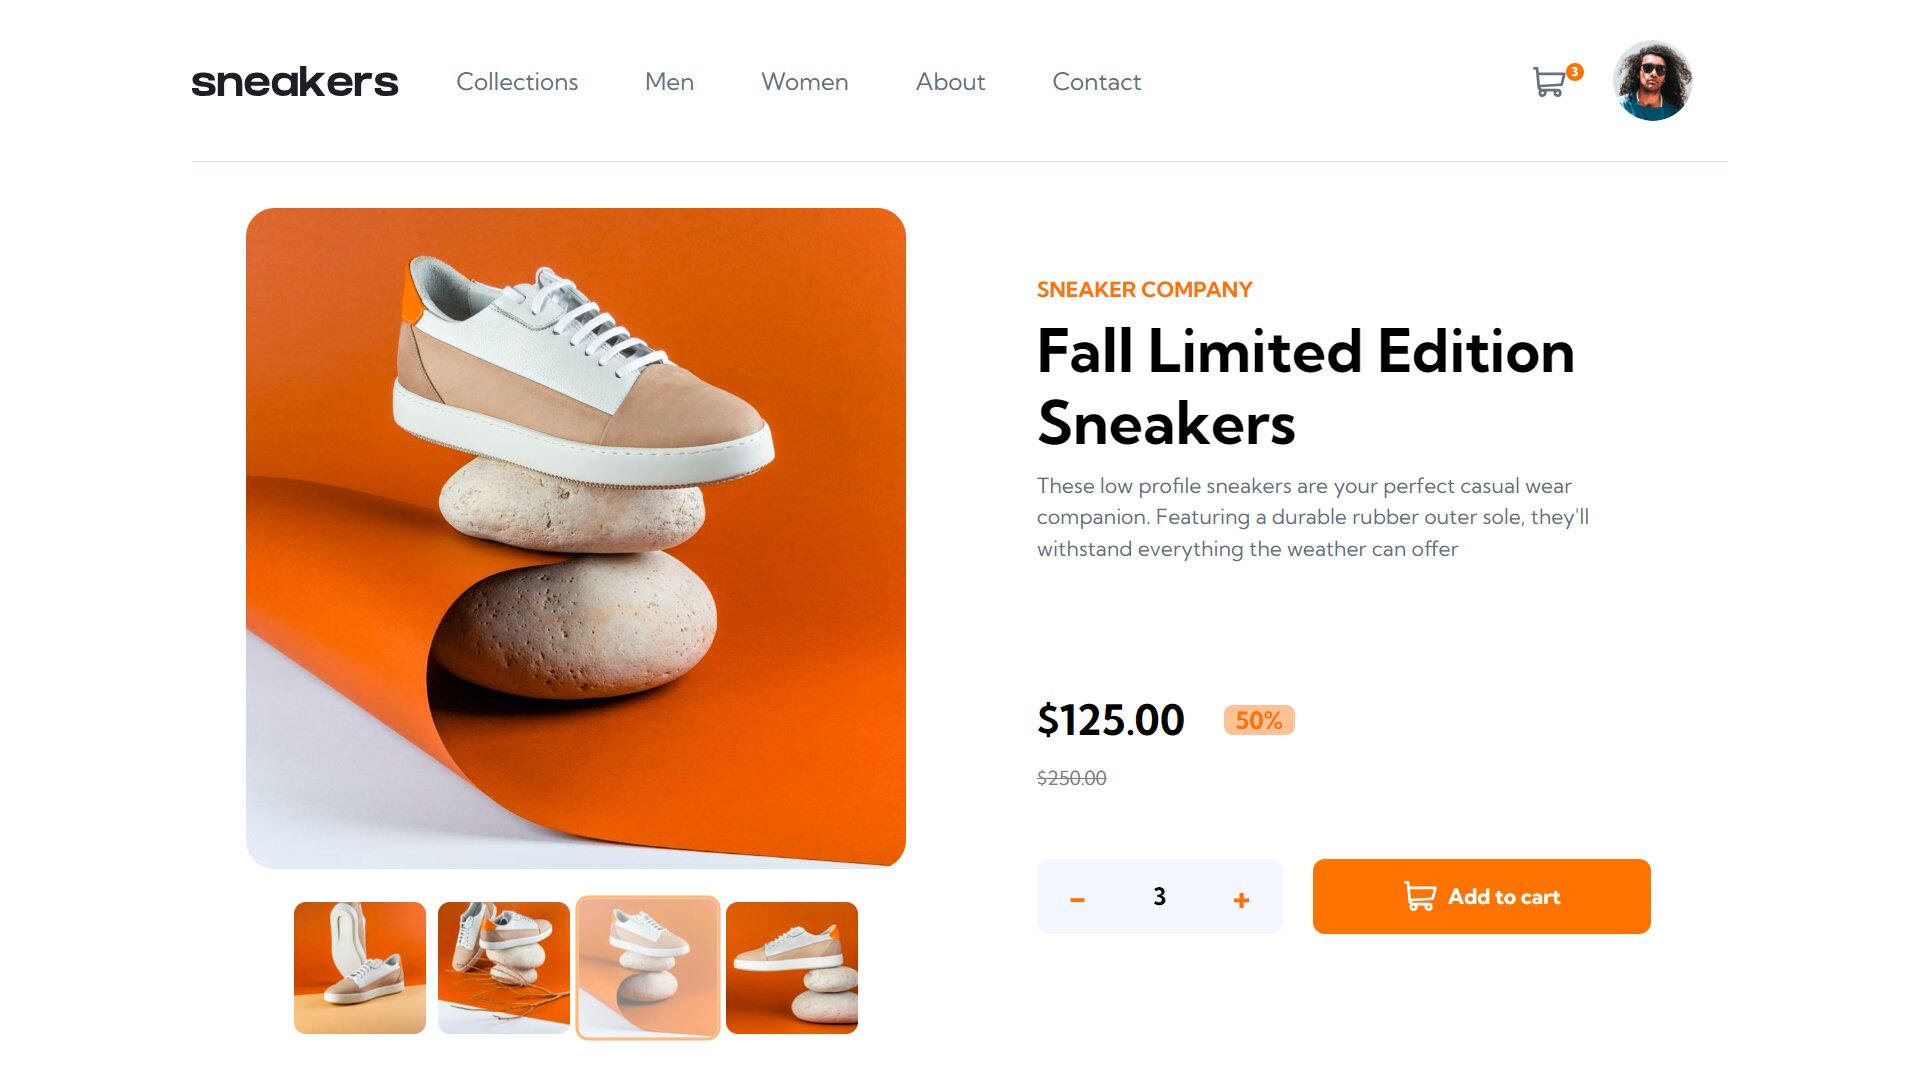 sneakers
Collections
Men
Women
About
Contact
3
SNEAKER COMPANY
Fall Limited Edition
Sneakers
These low profile sneakers are your perfect casual wear
companion. Featuring a durable rubber outer sole, they'll
withstand everything the weather can offer
$125.00
50%
$250.00
-
3
+
Add to cart